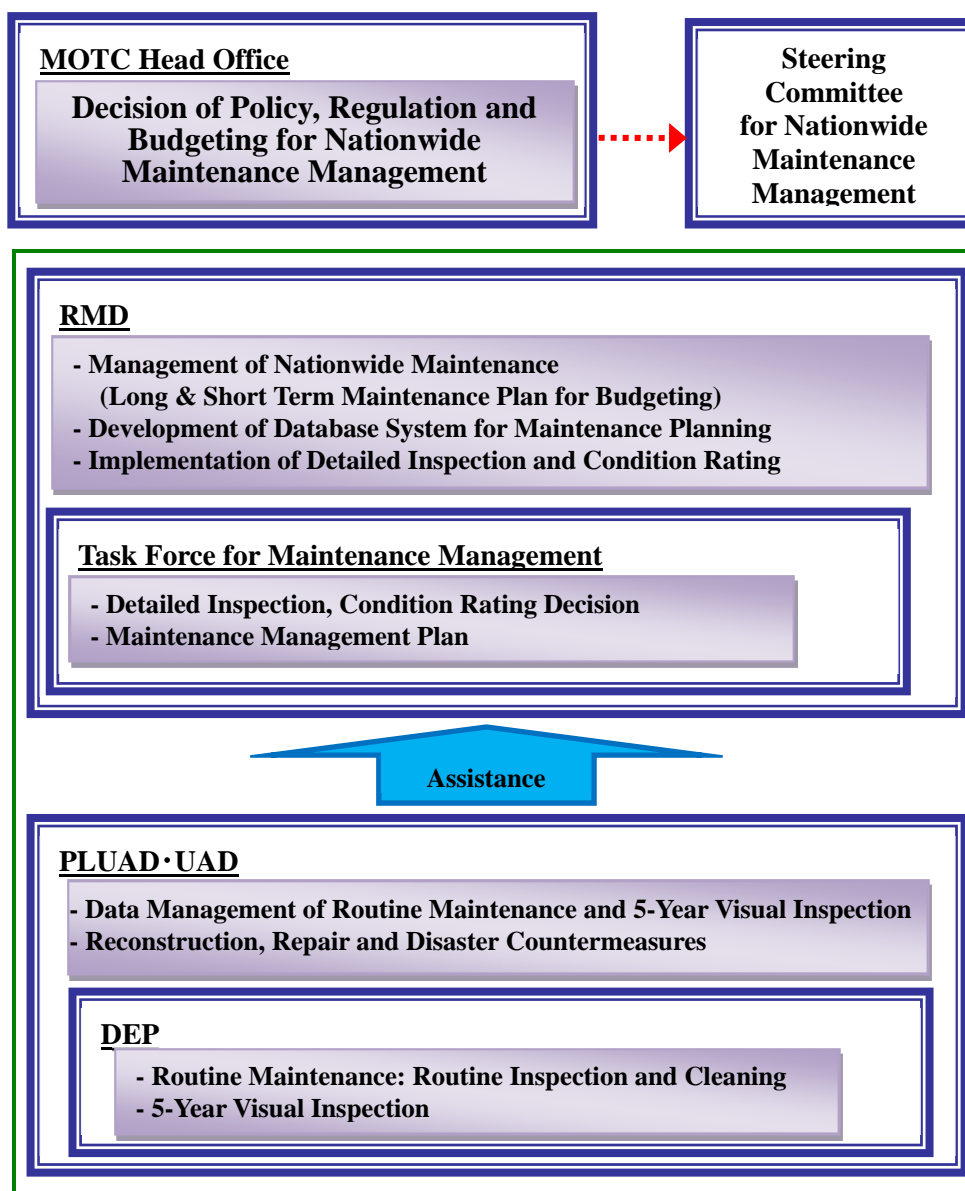 MOTC Head Office
Decision of Policy, Regulation and
Budgeting for Nationwide
Maintenance Management
Steering
Committee
for Nationwide
Maintenance
Management
RMD
- Management of Nationwide Maintenance
(Long & Short Term Maintenance Plan for Budgeting)
- Development of Database System for Maintenance Planning
- Implementation of Detailed Inspection and Condition Rating
Task Force for Maintenance Management
- Detailed Inspection, Condition Rating Decision
- Maintenance Management Plan
Assistance
PLUAD・UAD
- Data Management of Routine Maintenance and 5-Year Visual Inspection
- Reconstruction, Repair and Disaster Countermeasures
DEP
- Routine Maintenance: Routine Inspection and Cleaning
- 5-Year Visual Inspection